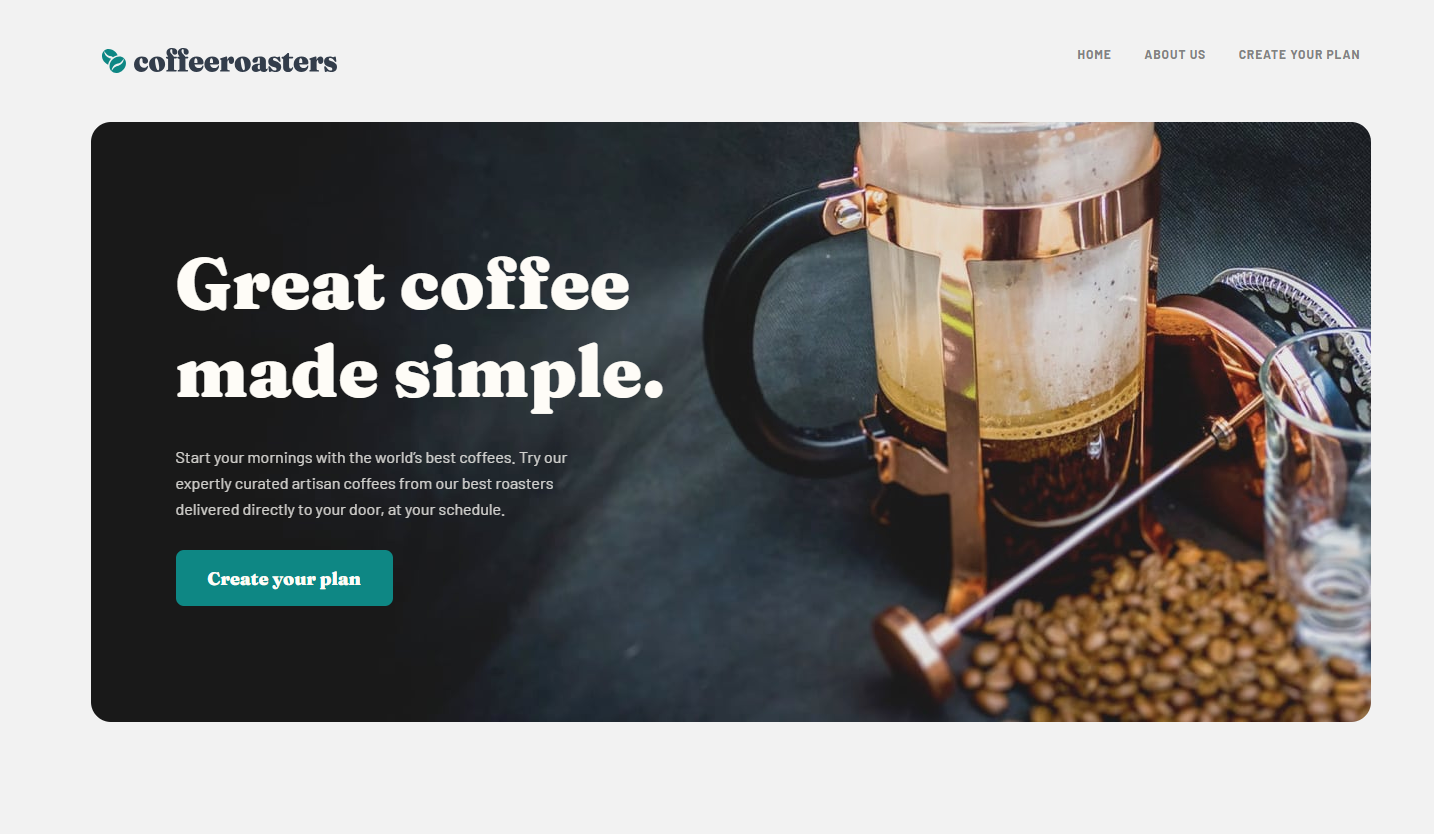 coffeeroasters
HOME ABOUT US CREATE YOUR PLAN
Great coffee
made simple.
Start your mornings with the world’s best coffees. Try our
expertly curated artisan coffees from our best roasters
delivered directly to your door, at your schedule.
Create your plan